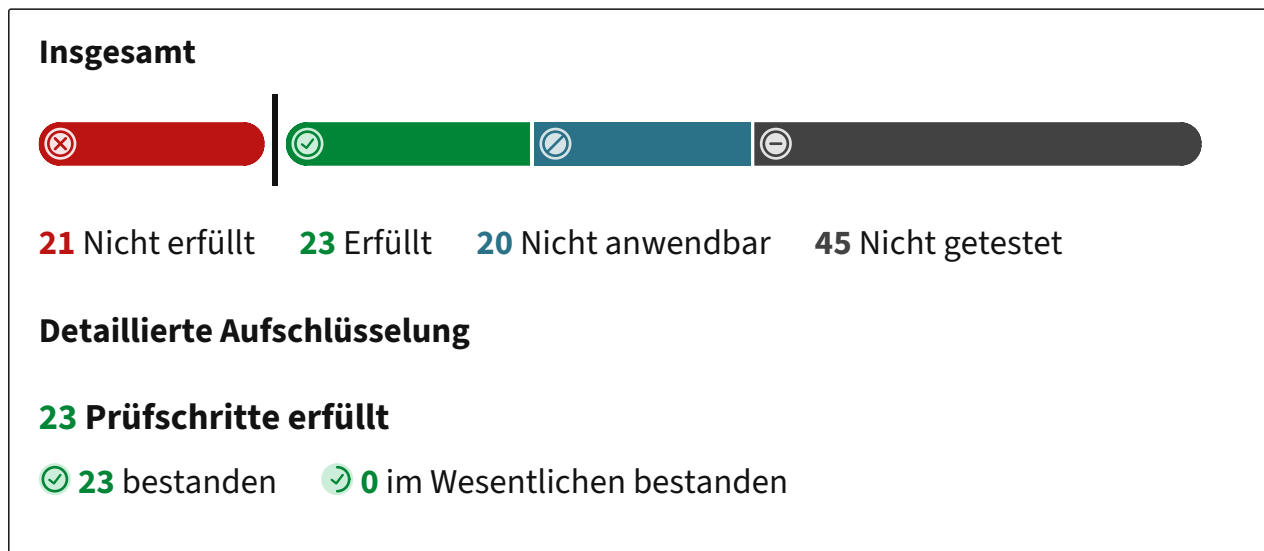 Insgesamt
21 Nicht erfüllt 23 Erfüllt 20 Nicht anwendbar 45 Nicht getestet
Detaillierte Aufschlüsselung
23 Prüfschritte erfüllt
23 bestanden 0 im Wesentlichen bestanden